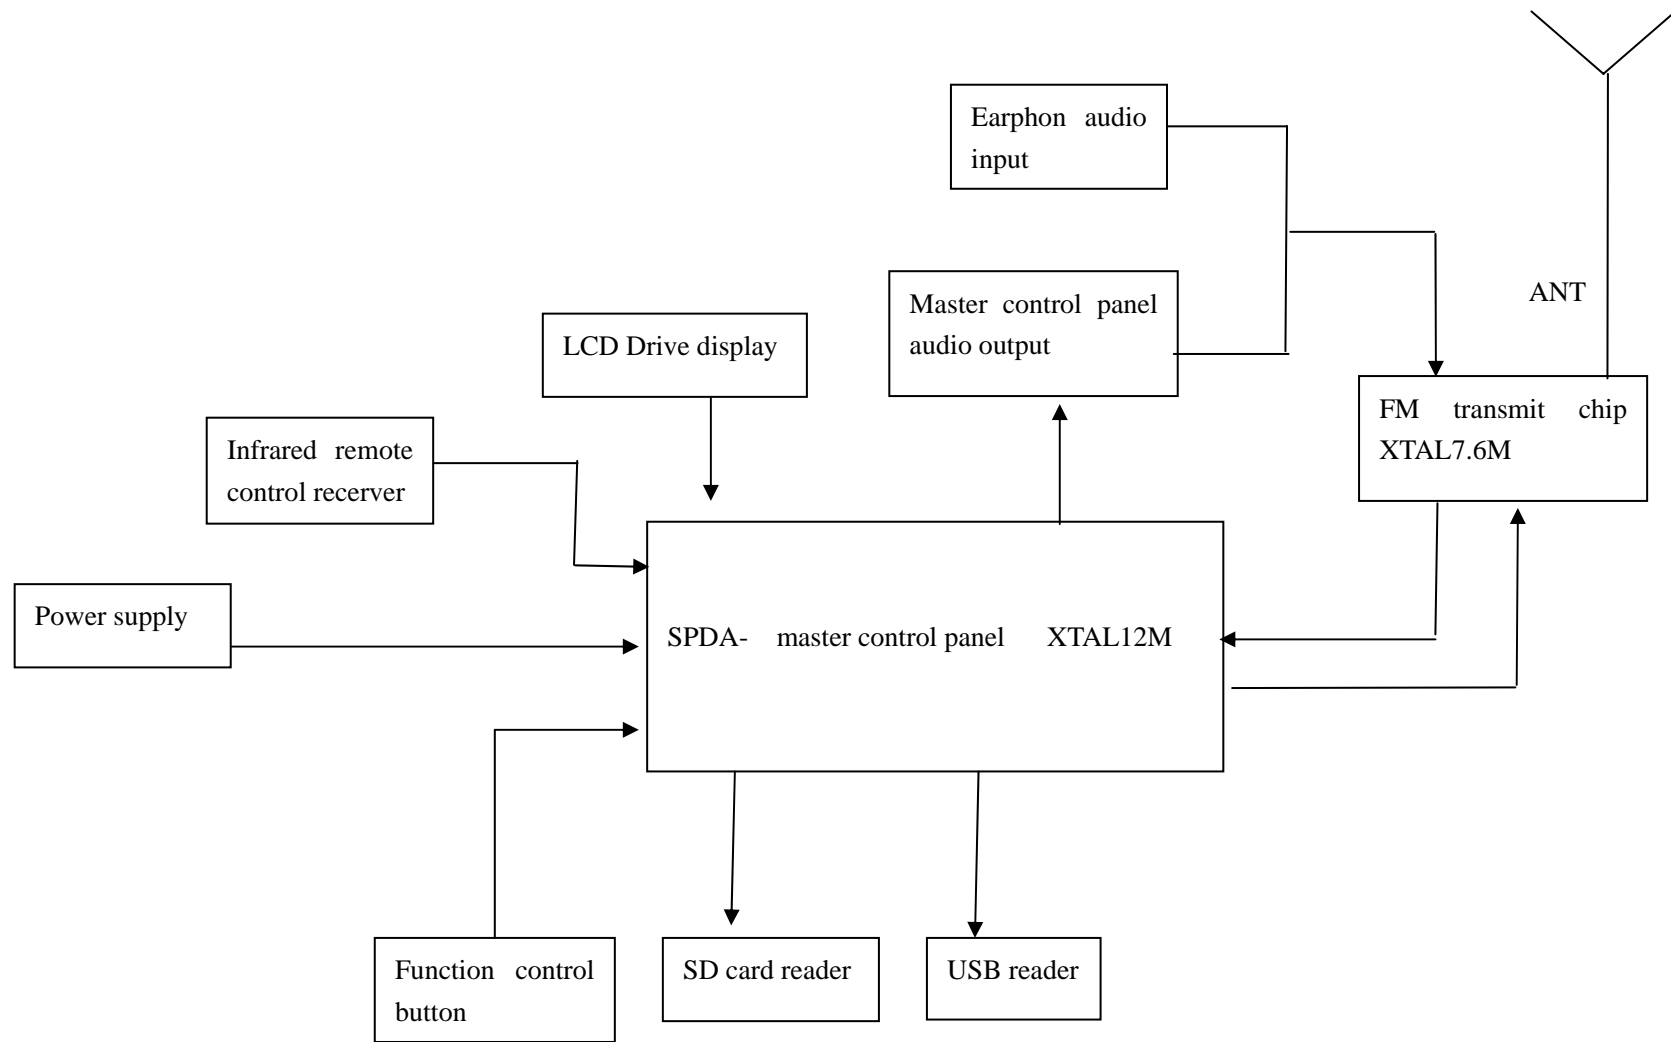 Earphon audio
input
ANT
Master control panel
audio output
LCD Drive display
FM transmit chip
XTAL7.6M
Infrared remote
control recerver
Power supply
SPDA- master control panel XTAL12M
Function control
button
SD card reader
USB reader